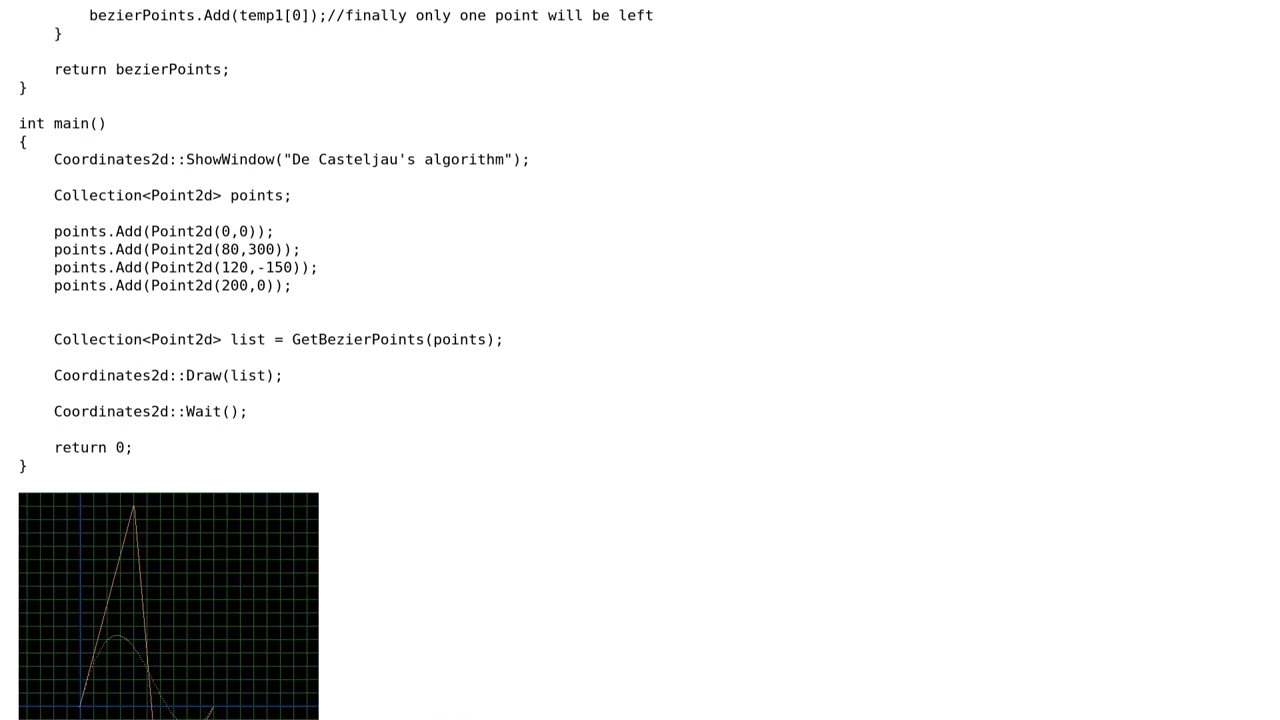 bezierPoints.Add(temp1[0]);//finally only one point will be left
}
return bezierPoints;
}
int main()
{
Coordinates2d::ShowWindow("De Casteljau's algorithm");
Collection<Point2d> points;
points.Add(Point2d(0,0));
points.Add(Point2d(80,300));
points.Add(Point2d(120,-150));
points.Add(Point2d(200,0));
Collection<Point2d> list = GetBezierPoints(points);
Coordinates2d::Draw(list);
Coordinates2d::Wait();
return 0;
}